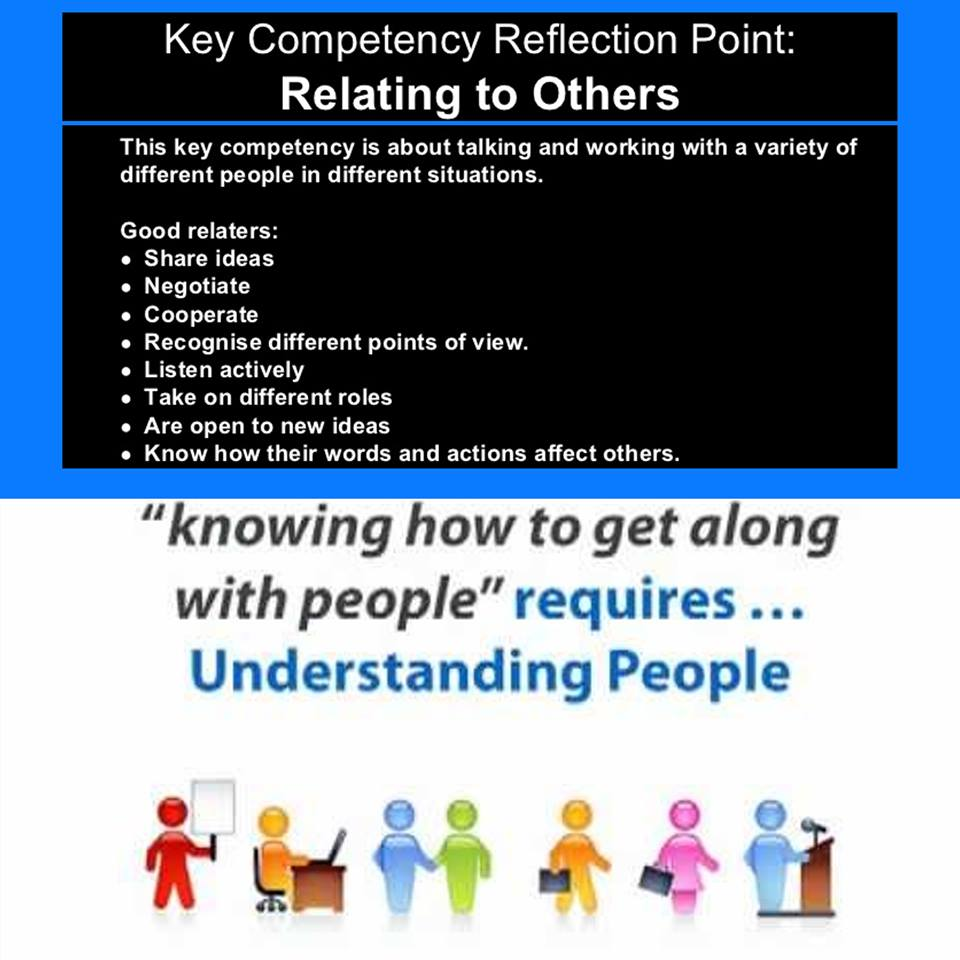 Key Competency Reflection Point:
Relating to Others
This key competency is about talking and working with a variety of
different people in different situations.
Good relaters:
● Share ideas
● Negotiate
● Cooperate
● Recognise different points of view.
● Listen actively
● Take on different roles
● Are open to new ideas
● Know how their words and actions affect others.
“knowing how to get along
with people” requires ...
Understanding People